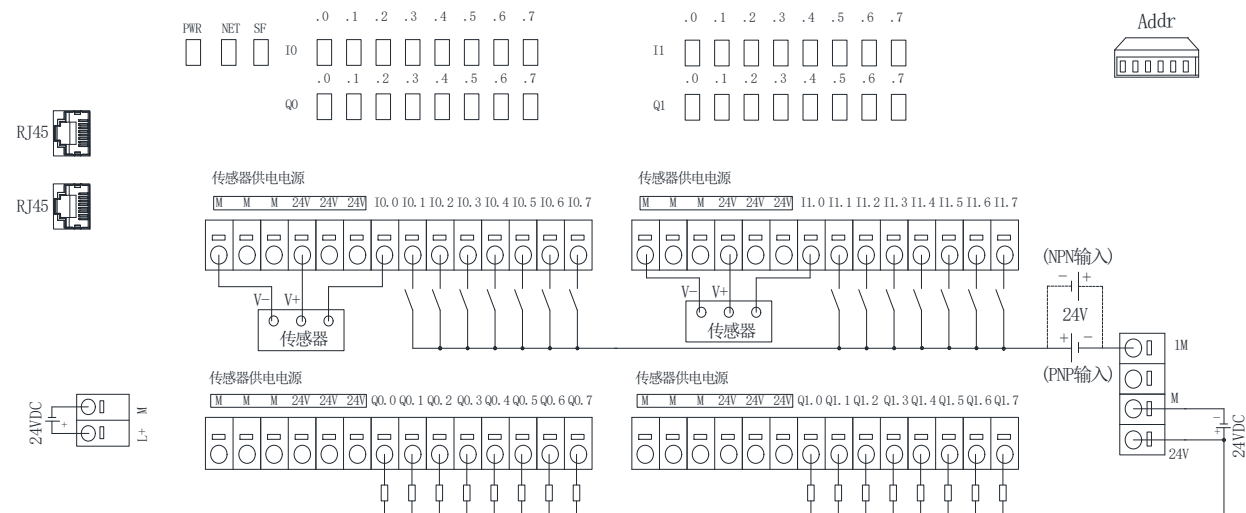 PWR NET SF
I0 .0 .1 .2 .3 .4 .5 .6 .7
I1 .0 .1 .2 .3 .4 .5 .6 .7
Addr
Q0 .0 .1 .2 .3 .4 .5 .6 .7
Q1 .0 .1 .2 .3 .4 .5 .6 .7
RJ45
RJ45
传感器供电电源
M M M 24V 24V 24V I0.0 I0.1 I0.2 I0.3 I0.4 I0.5 I0.6 I0.7
传感器供电电源
M M M 24V 24V 24V I1.0 I1.1 I1.2 I1.3 I1.4 I1.5 I1.6 I1.7
V- V+
传感器
V- V+
传感器
(NPN输入)
- +
24V
+ -
(PNP输入)
1M
M
24V
- +
24VDC
24VDC
+
M
L+
传感器供电电源
M M M 24V 24V 24V Q0.0 Q0.1 Q0.2 Q0.3 Q0.4 Q0.5 Q0.6 Q0.7
传感器供电电源
M M M 24V 24V 24V Q1.0 Q1.1 Q1.2 Q1.3 Q1.4 Q1.5 Q1.6 Q1.7